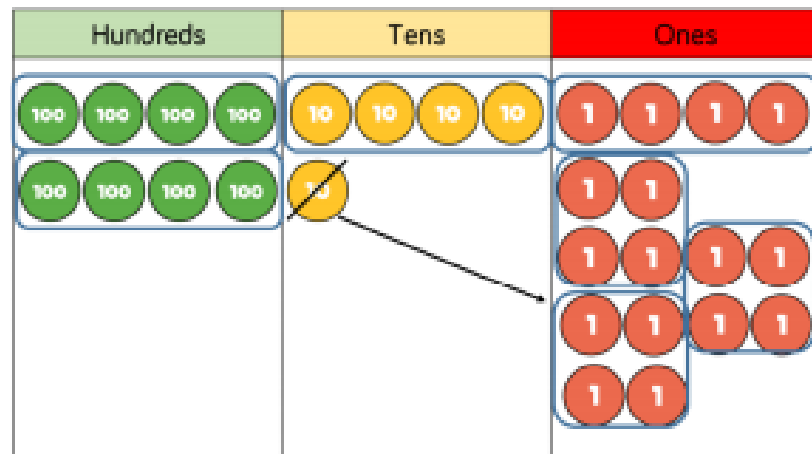 Hundreds Tens Ones
100 100 100 100 10 10 10 10 1 1 1 1
100 100 100 100 10 1 1
1 1 1 1
1 1 1 1
1 1